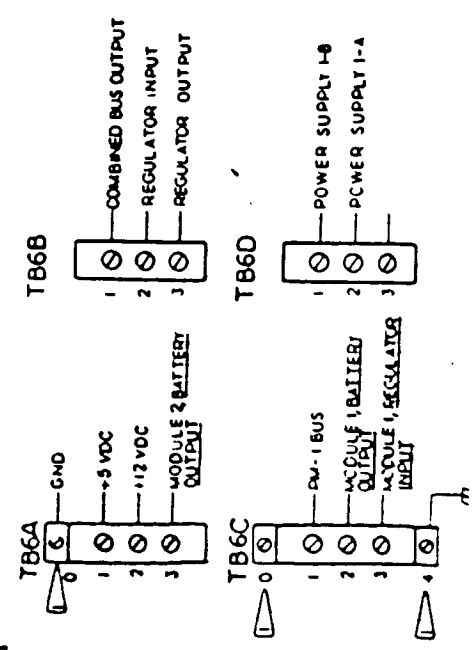 TB6A
GND
0
1
+5 VDC
2
+12 VDC
3
MODULE 2, BATTERY
OUTPUT
TB6B
1
COMBINED BUS OUTPUT
2
REGULATOR INPUT
3
REGULATOR OUTPUT
TB6C
0
1
PM-1 BUS
2
MODULE 1, BATTERY
OUTPUT
3
MODULE 1, REGULATOR
INPUT
4
TB6D
1
POWER SUPPLY 1-B
2
POWER SUPPLY 1-A
3